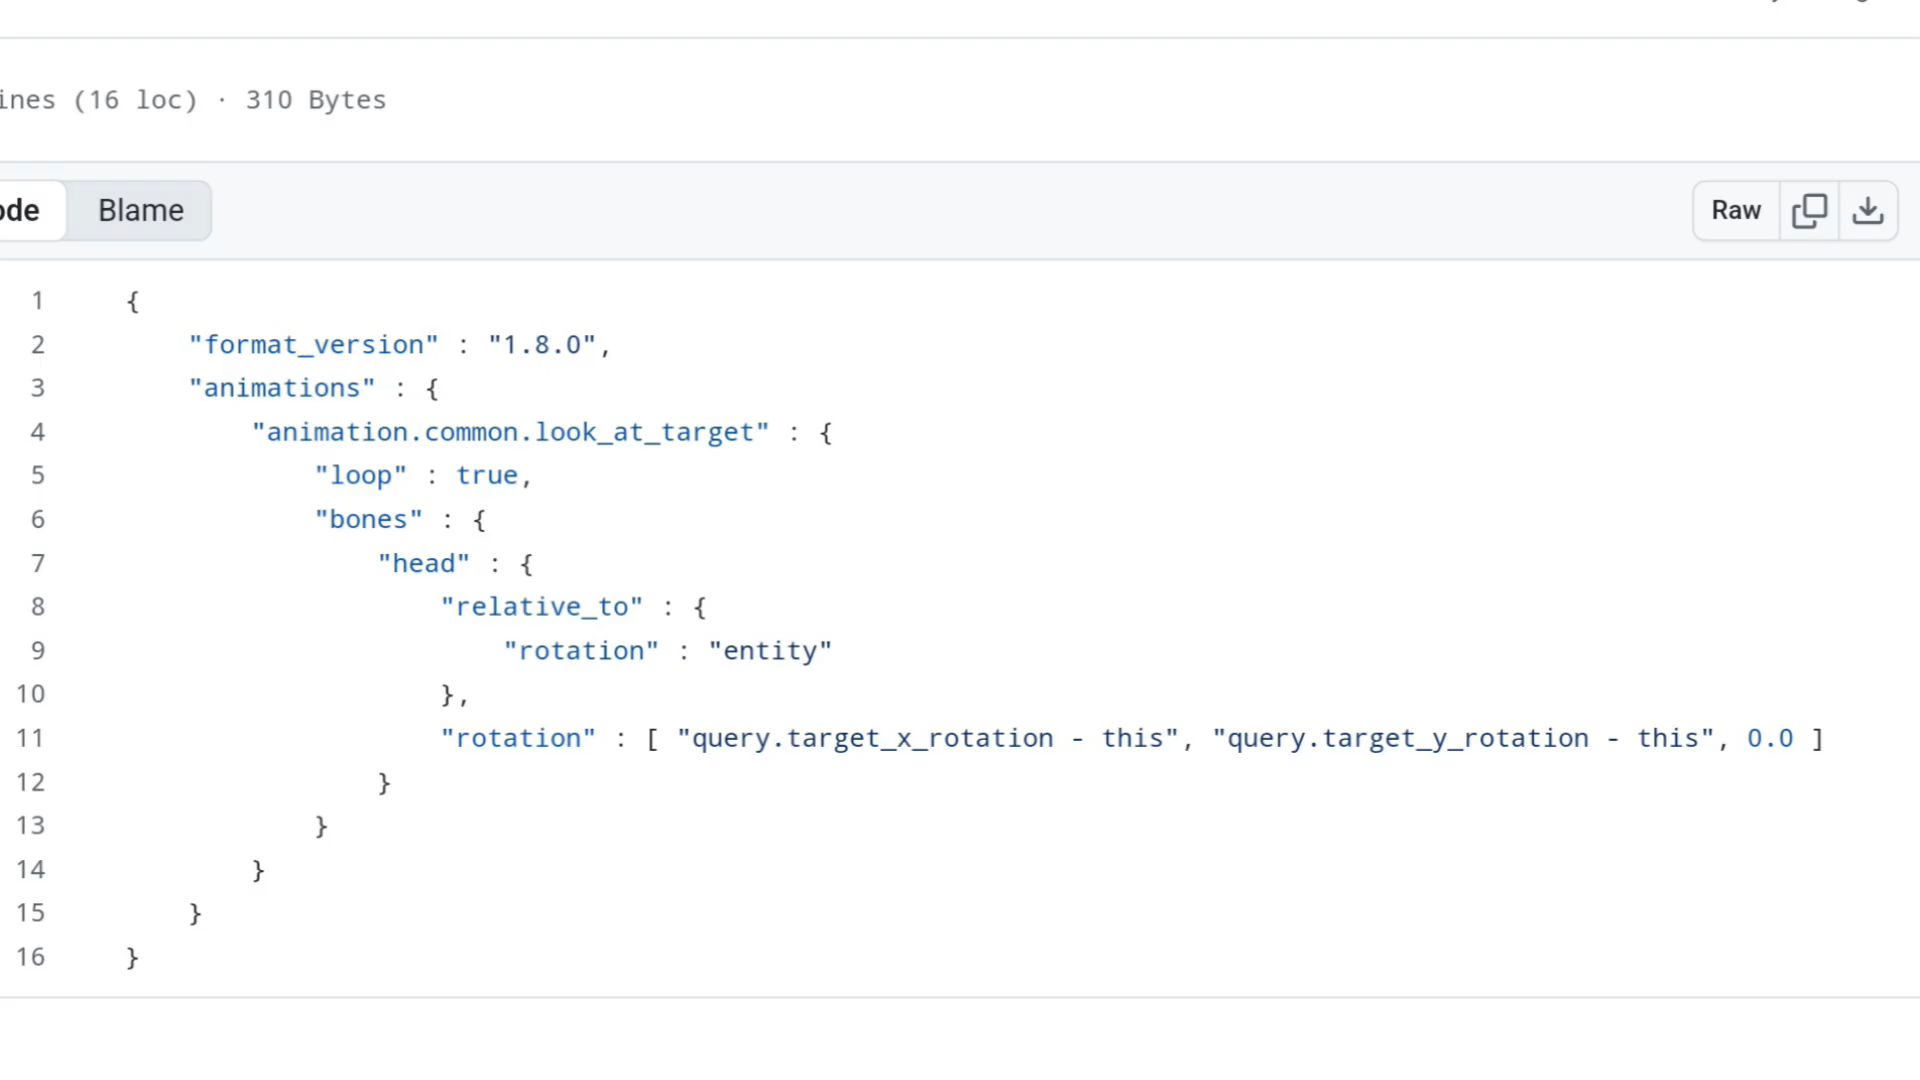 ines (16 loc) · 310 Bytes
ode Blame Raw
1 {
2 "format_version" : "1.8.0",
3 "animations" : {
4 "animation.common.look_at_target" : {
5 "loop" : true,
6 "bones" : {
7 "head" : {
8 "relative_to" : {
9 "rotation" : "entity"
10 },
11 "rotation" : [ "query.target_x_rotation - this", "query.target_y_rotation - this", 0.0 ]
12 }
13 }
14 }
15 }
16 }